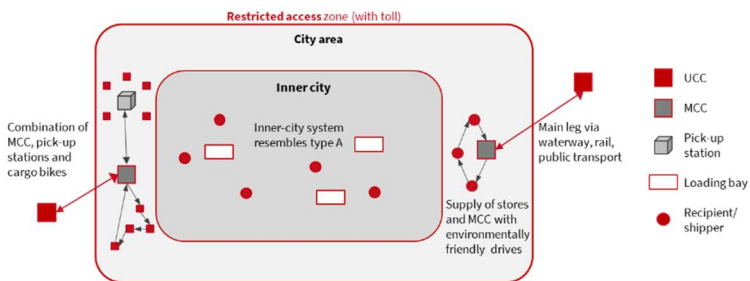 Restricted access zone (with toll)
City area
Inner city
Inner-city system
resembles type A
Combination of
MCC, pick-up
stations and
cargo bikes
Main leg via
waterway, rail,
public transport
Supply of stores
and MCC with
environmentally
friendly drives
UCC
MCC
Pick-up
station
Loading bay
Recipient/
shipper